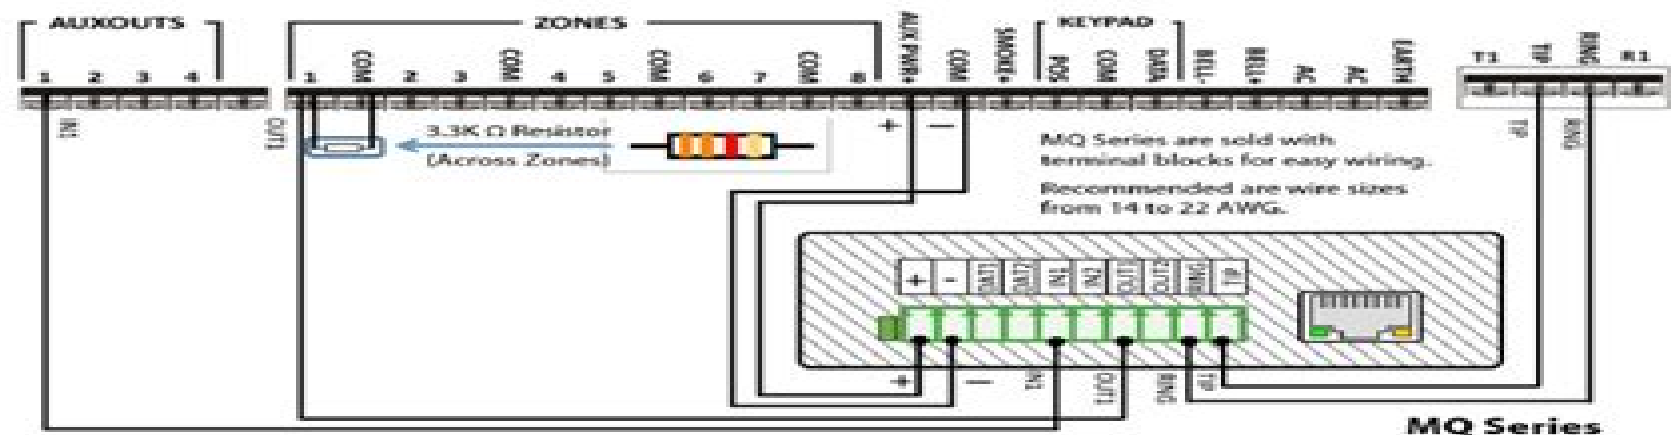 AUXOUTS
1 2 3 4
ZONES
1 COM 2 3 COM 4 5 COM 6 7 COM 8
AUX PWR+ COM SMOKE+
KEYPAD
POS COM DATA
BELL- BELL+ AC AC EARTH
T1 TIP RING R1
IN1
OUT1
3.3K Ω Resistor
(Across Zones)
+ −
TIP RING
MQ Series are sold with
terminal blocks for easy wiring.
Recommended are wire sizes
from 14 to 22 AWG.
+ - DAT1 DAT2 IN1 IN2 OUT1 OUT2 RING TIP
+ − IN1 OUT1 RING TIP
MQ Series